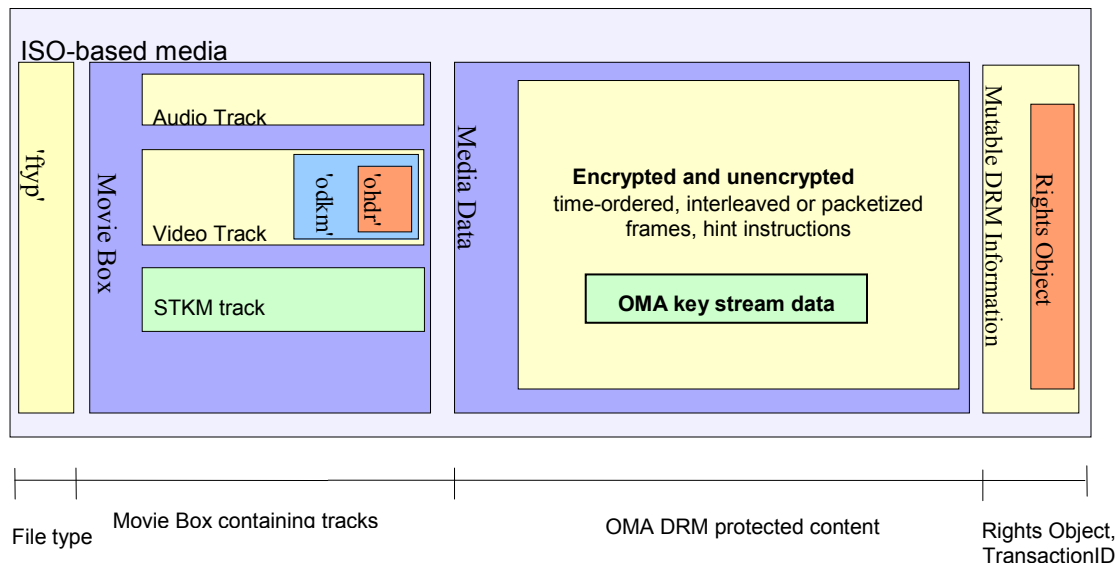 ISO-based media
'ftyp'
Movie Box
Audio Track
Video Track
'odkm'
'ohdr'
STKM track
Media Data
Encrypted and unencrypted
time-ordered, interleaved or packetized
frames, hint instructions
OMA key stream data
Mutable DRM Information
Rights Object
File type
Movie Box containing tracks
OMA DRM protected content
Rights Object,
TransactionID